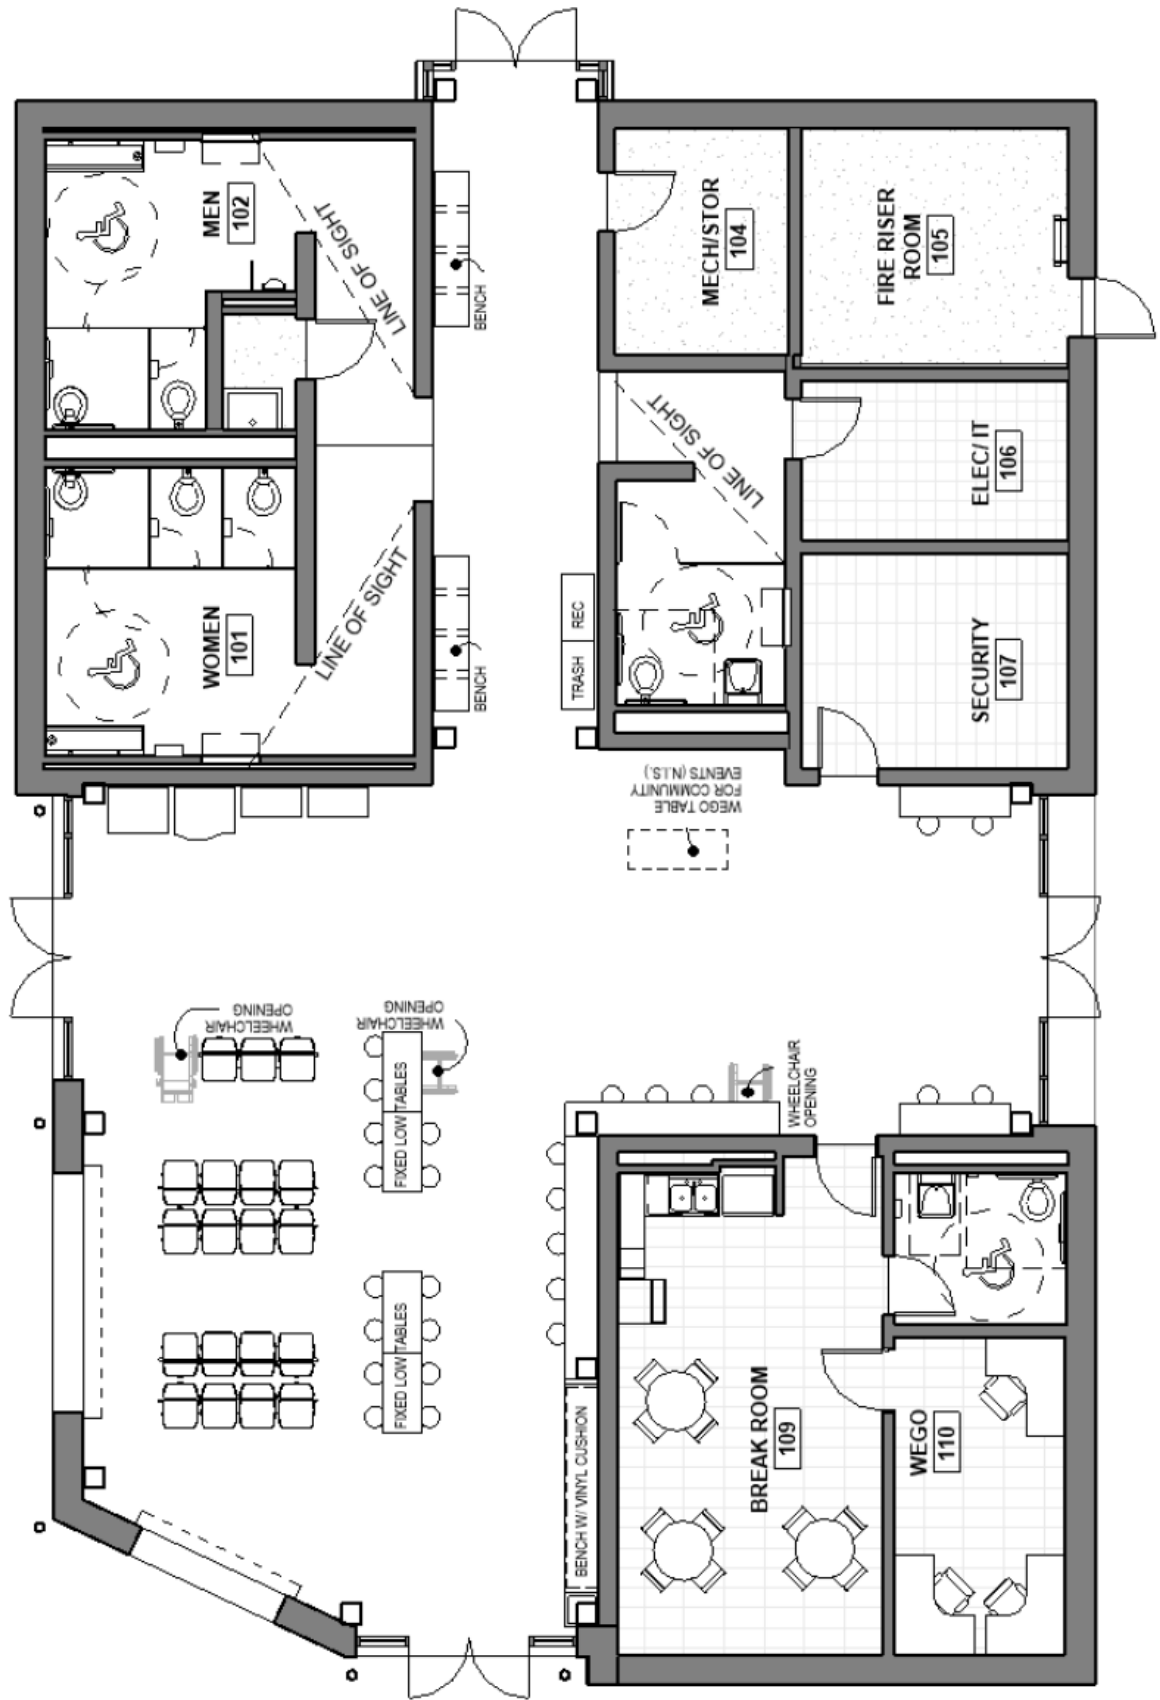 MEN
102
LINE OF SIGHT
BENCH
MECH/STOR
104
FIRE RISER
ROOM
105
LINE OF SIGHT
ELEC/ IT
106
WOMEN
101
LINE OF SIGHT
BENCH
TRASH
REC
SECURITY
107
WEGO TABLE
FOR COMMUNITY
EVENTS (N.I.S.)
WHEELCHAIR
OPENING
WHEELCHAIR
OPENING
WHEELCHAIR
OPENING
FIXED LOW TABLES
FIXED LOW TABLES
BENCH W/ VINYL CUSHION
BREAK ROOM
109
WEGO
110